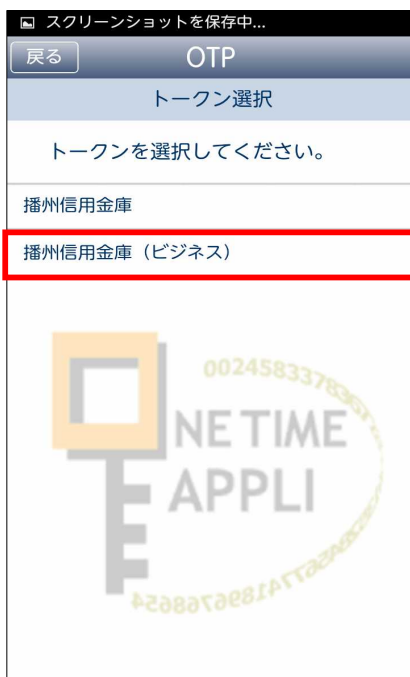 スクリーンショットを保存中...
戻る
OTP
トークン選択
トークンを選択してください。
播州信用金庫
播州信用金庫（ビジネス）
NE TIME
APPLI